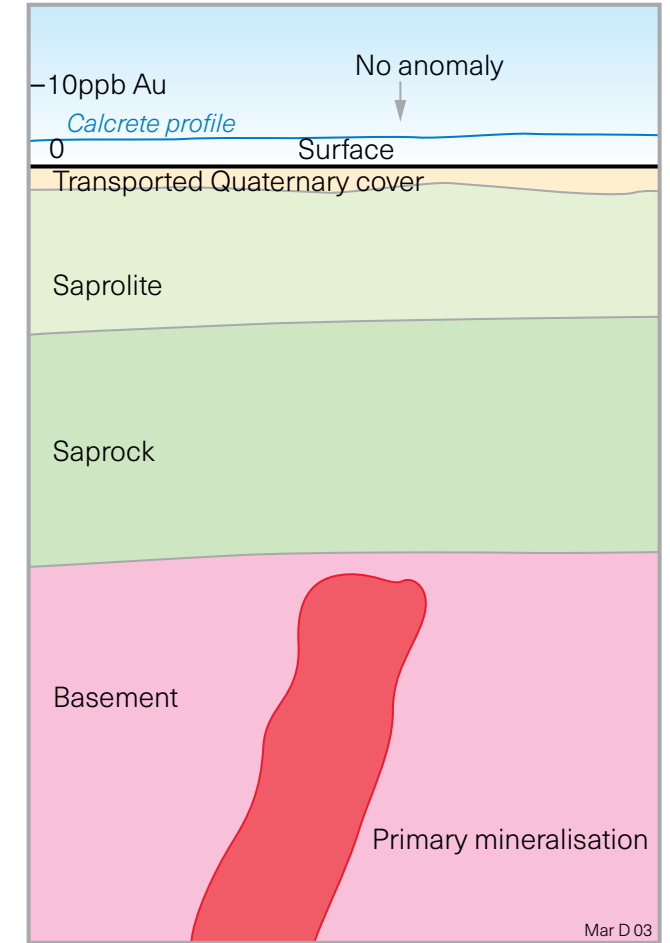 No anomaly
–10ppb Au
Calcrete profile
0
Surface
Transported Quaternary cover
Saprolite
Saprock
Basement
Primary mineralisation
Mar D 03